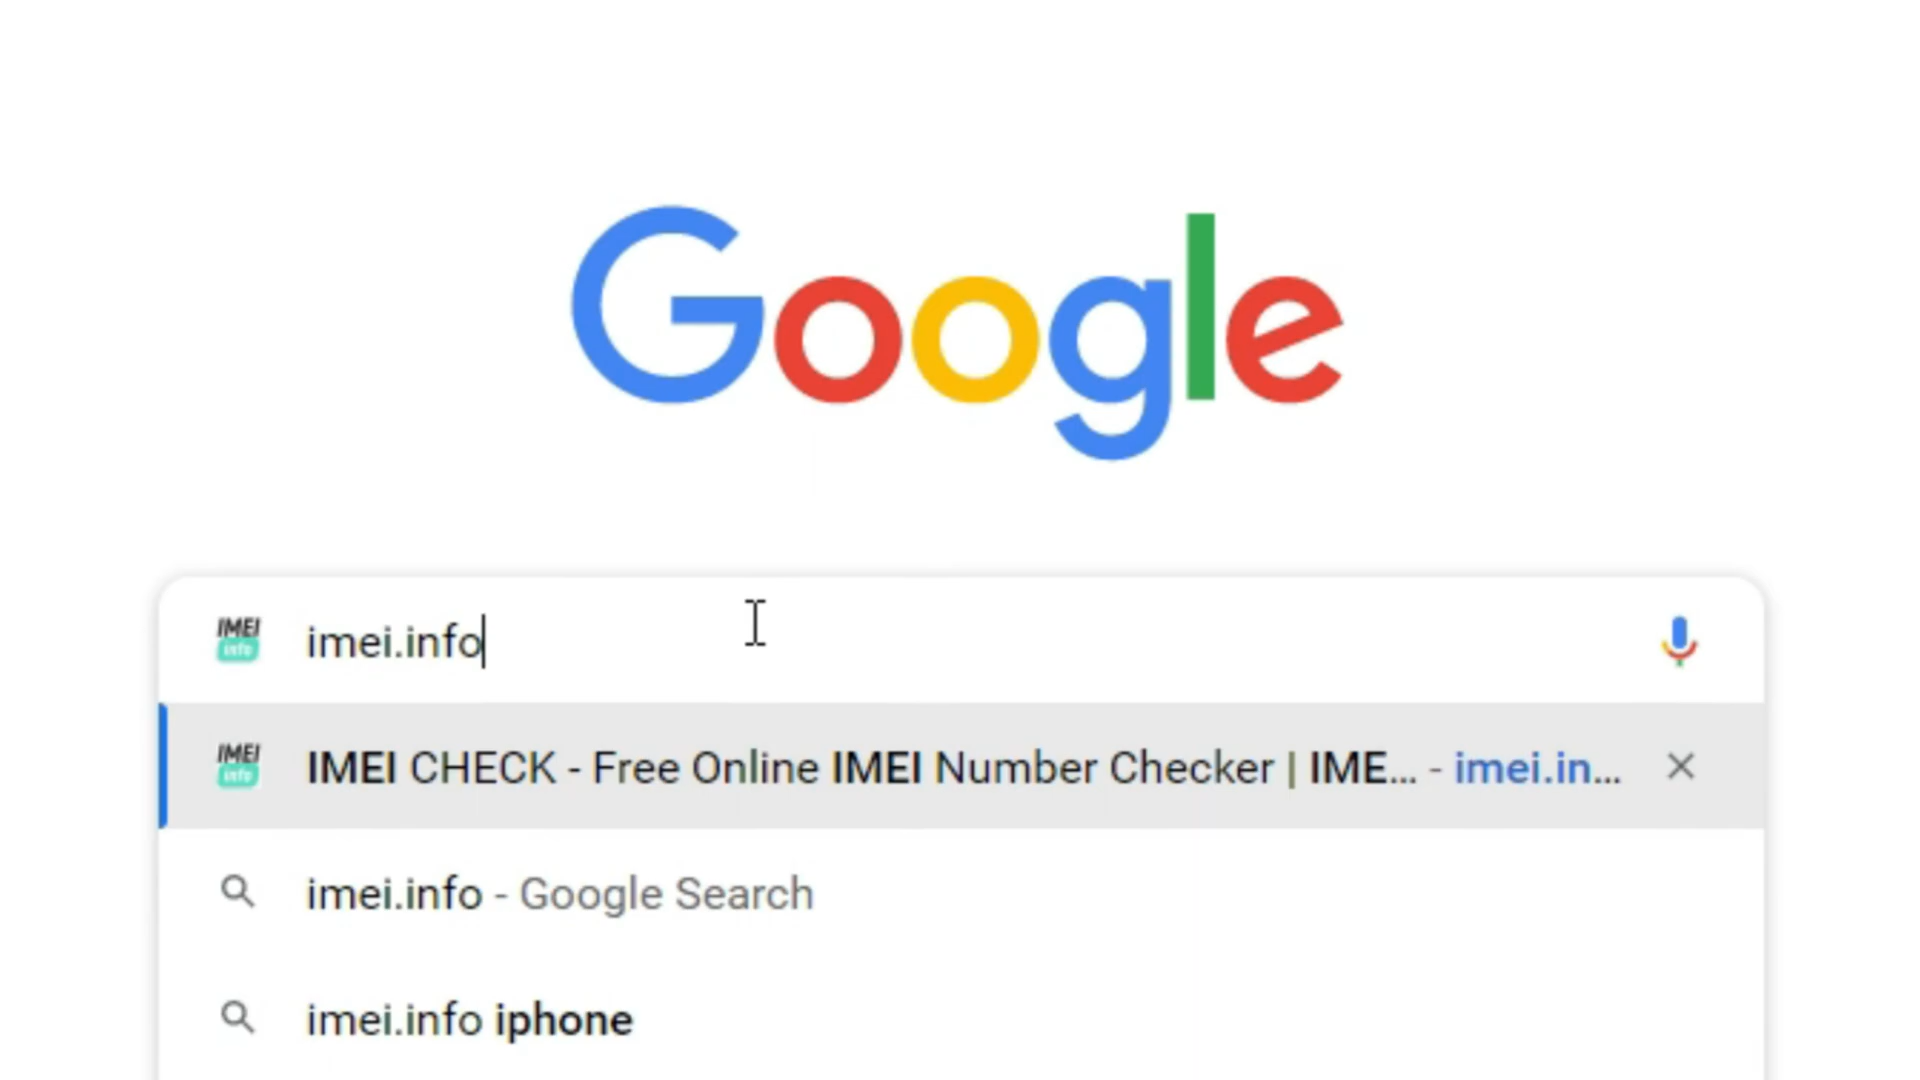 Google
IMEI
info
imei.info
IMEI
info
IMEI CHECK - Free Online IMEI Number Checker | IME... - imei.in...
imei.info - Google Search
imei.info iphone